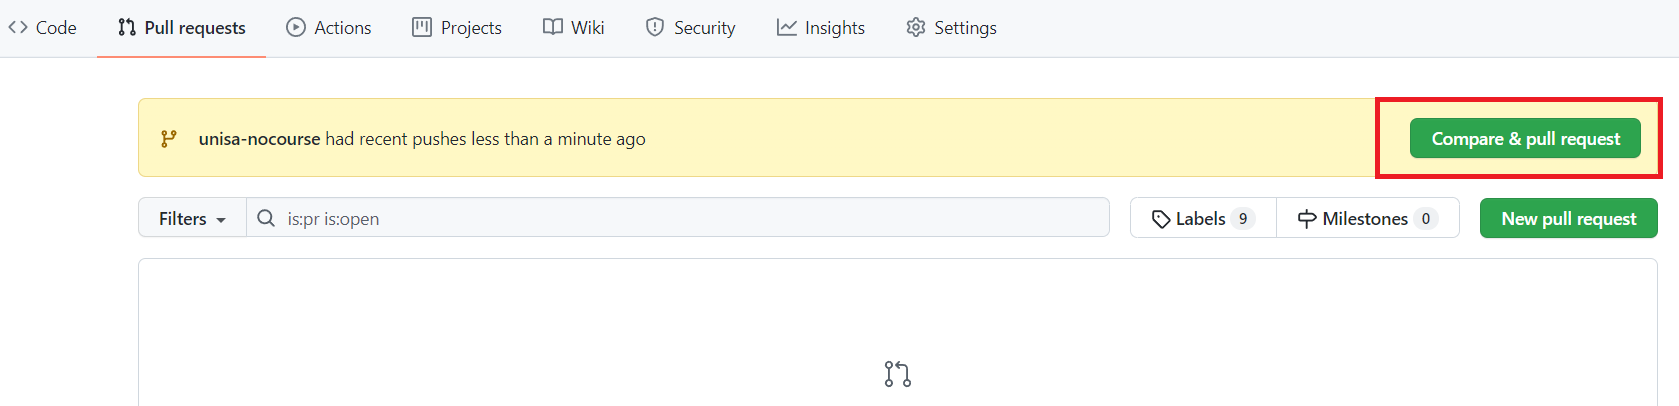 Code Pull requests Actions Projects Wiki Security Insights Settings
unisa-nocourse had recent pushes less than a minute ago Compare & pull request
Filters is:pr is:open Labels 9 Milestones 0 New pull request